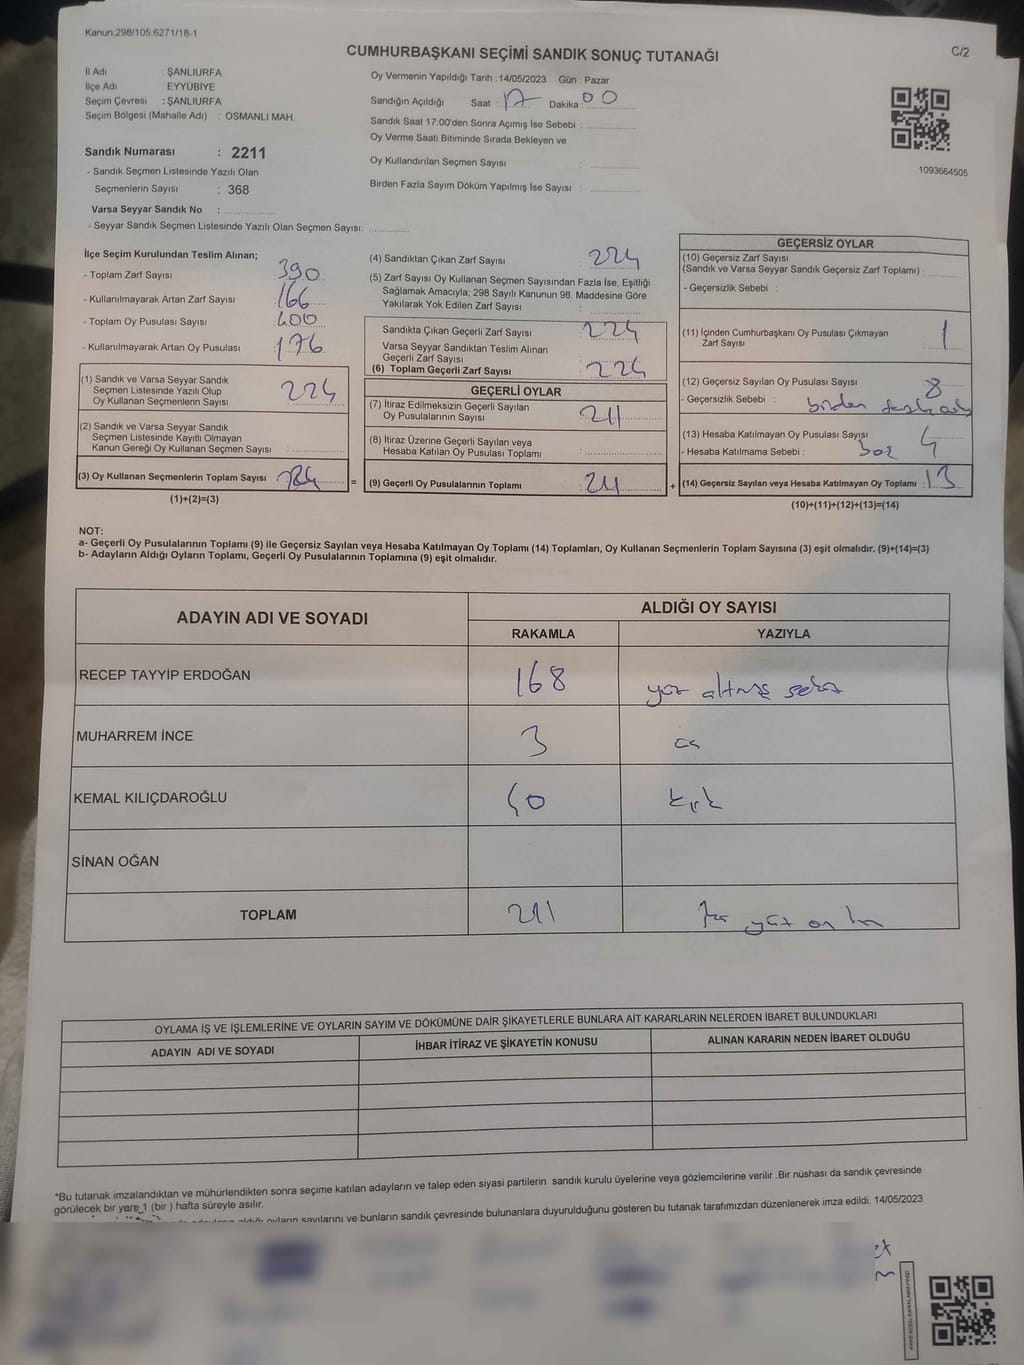 Kanun,298/105,6271/18-1
C/2
CUMHURBAŞKANI SEÇİMİ SANDIK SONUÇ TUTANAĞI
İl Adı : ŞANLIURFA
İlçe Adı : EYYÜBİYE
Seçim Çevresi : ŞANLIURFA
Seçim Bölgesi (Mahalle Adı) : OSMANLI MAH.
Sandık Numarası : 2211
- Sandık Seçmen Listesinde Yazılı Olan
Seçmenlerin Sayısı : 368
Varsa Seyyar Sandık No :
- Seyyar Sandık Seçmen Listesinde Yazılı Olan Seçmen Sayısı:
Oy Vermenin Yapıldığı Tarih : 14/05/2023 Gün : Pazar
Sandığın Açıldığı Saat : 17 Dakika : 00
Sandık Saat 17:00'den Sonra Açımış İse Sebebi :
Oy Verme Saati Bitiminde Sırada Bekleyen ve
Oy Kullandırılan Seçmen Sayısı :
Birden Fazla Sayım Döküm Yapılmış İse Sayısı :
1093664505
İlçe Seçim Kurulundan Teslim Alınan;
- Toplam Zarf Sayısı : 390
- Kullanılmayarak Artan Zarf Sayısı : 166
- Toplam Oy Pusulası Sayısı : 400
- Kullanılmayarak Artan Oy Pusulası : 176
(1) Sandık ve Varsa Seyyar Sandık
Seçmen Listesinde Yazılı Olup
Oy Kullanan Seçmenlerin Sayısı : 224
(2) Sandık ve Varsa Seyyar Sandık
Seçmen Listesinde Kayıtlı Olmayan
Kanun Gereği Oy Kullanan Seçmen Sayısı :
(3) Oy Kullanan Seçmenlerin Toplam Sayısı : 224
(1)+(2)=(3)
(4) Sandıktan Çıkan Zarf Sayısı : 224
(5) Zarf Sayısı Oy Kullanan Seçmen Sayısından Fazla İse, Eşitliği
Sağlamak Amacıyla; 298 Sayılı Kanunun 98. Maddesine Göre
Yakılarak Yok Edilen Zarf Sayısı :
Sandıkta Çıkan Geçerli Zarf Sayısı : 224
Varsa Seyyar Sandıktan Teslim Alınan
Geçerli Zarf Sayısı :
(6) Toplam Geçerli Zarf Sayısı : 224
GEÇERLİ OYLAR
(7) İtiraz Edilmeksizin Geçerli Sayılan
Oy Pusulalarının Sayısı : 211
(8) İtiraz Üzerine Geçerli Sayılan veya
Hesaba Katılan Oy Pusulası Toplamı :
= (9) Geçerli Oy Pusulalarının Toplamı : 211
GEÇERSİZ OYLAR
(10) Geçersiz Zarf Sayısı
(Sandık ve Varsa Seyyar Sandık Geçersiz Zarf Toplamı) :
- Geçersizlik Sebebi :
(11) İçinden Cumhurbaşkanı Oy Pusulası Çıkmayan
Zarf Sayısı : 1
(12) Geçersiz Sayılan Oy Pusulası Sayısı : 8
- Geçersizlik Sebebi : birden
(13) Hesaba Katılmayan Oy Pusulası Sayısı : 4
- Hesaba Katılmama Sebebi : boz
+ (14) Geçersiz Sayılan veya Hesaba Katılmayan Oy Toplamı : 13
(10)+(11)+(12)+(13)=(14)
NOT:
a- Geçerli Oy Pusulalarının Toplamı (9) ile Geçersiz Sayılan veya Hesaba Katılmayan Oy Toplamı (14) Toplamları, Oy Kullanan Seçmenlerin Toplam Sayısına (3) eşit olmalıdır. (9)+(14)=(3)
b- Adayların Aldığı Oyların Toplamı, Geçerli Oy Pusulalarının Toplamına (9) eşit olmalıdır.
ADAYIN ADI VE SOYADI
ALDIĞI OY SAYISI
RAKAMLA YAZIYLA
RECEP TAYYİP ERDOĞAN 168 yüz altmış sekiz
MUHARREM İNCE 3 üç
KEMAL KILIÇDAROĞLU 40 kırk
SİNAN OĞAN
TOPLAM 211 iki yüz on bir
OYLAMA İŞ VE İŞLEMLERİNE VE OYLARIN SAYIM VE DÖKÜMÜNE DAİR ŞİKAYETLERLE BUNLARA AİT KARARLARIN NELERDEN İBARET BULUNDUKLARI
ADAYIN ADI VE SOYADI
İHBAR İTİRAZ VE ŞİKAYETİN KONUSU
ALINAN KARARIN NEDEN İBARET OLDUĞU
*Bu tutanak imzalandıktan ve mühürlendikten sonra seçime katılan adayların ve talep eden siyasi partilerin sandık kurulu üyelerine veya gözlemcilerine verilir .Bir nüshası da sandık çevresinde
görülecek bir yere 1 (bir ) hafta süreyle asılır.
aldığı oyların sayılarını ve bunların sandık çevresinde bulunanlara duyurulduğunu gösteren bu tutanak tarafımızdan düzenlenerek imza edildi. 14/05/2023